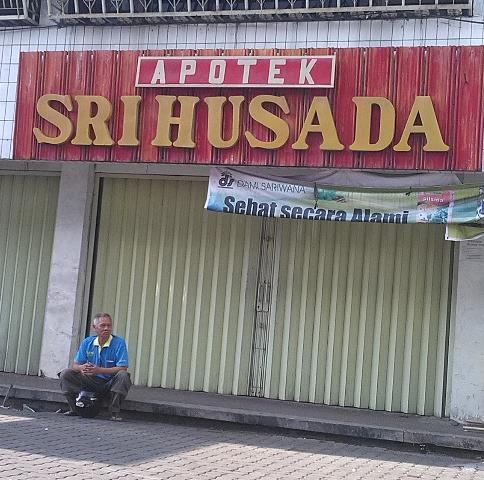 APOTEK
SRI HUSADA
DAMI SARIWANA
Sehat secara Alami